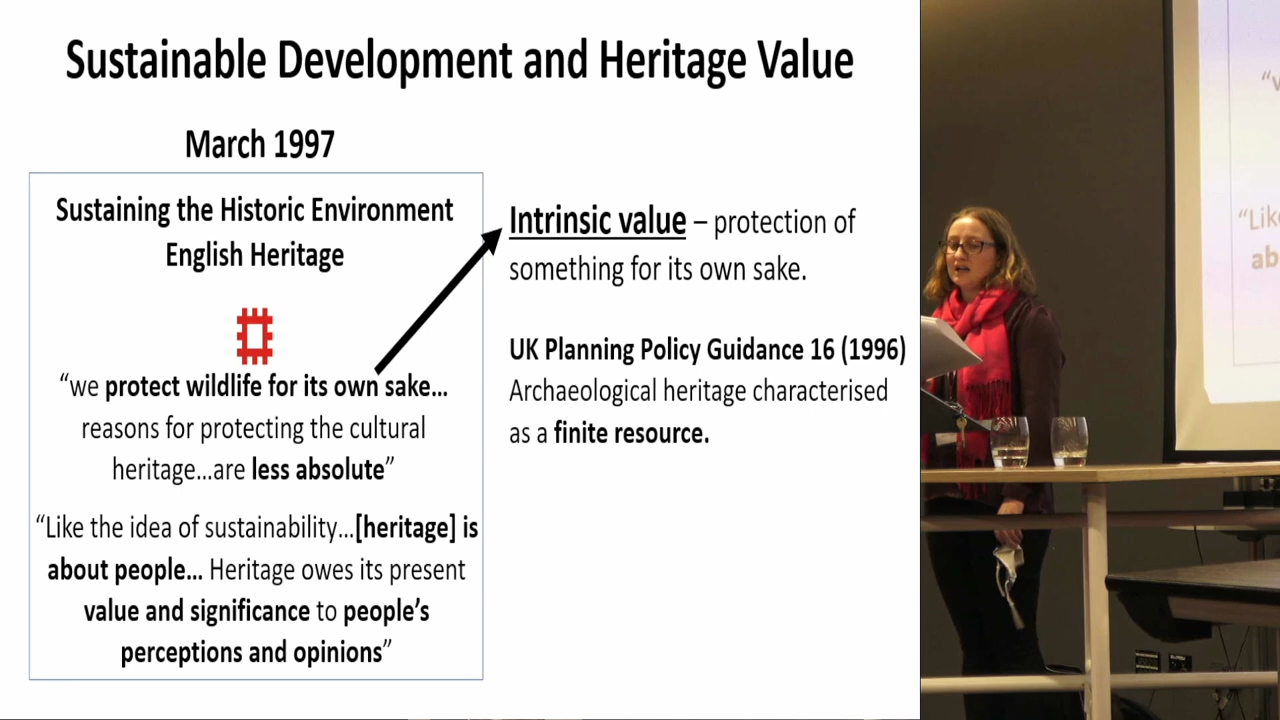 Sustainable Development and Heritage Value
March 1997
Sustaining the Historic Environment
English Heritage
“we protect wildlife for its own sake...
reasons for protecting the cultural
heritage...are less absolute”
“Like the idea of sustainability...[heritage] is
about people... Heritage owes its present
value and significance to people’s
perceptions and opinions”
Intrinsic value – protection of
something for its own sake.
UK Planning Policy Guidance 16 (1996)
Archaeological heritage characterised
as a finite resource.